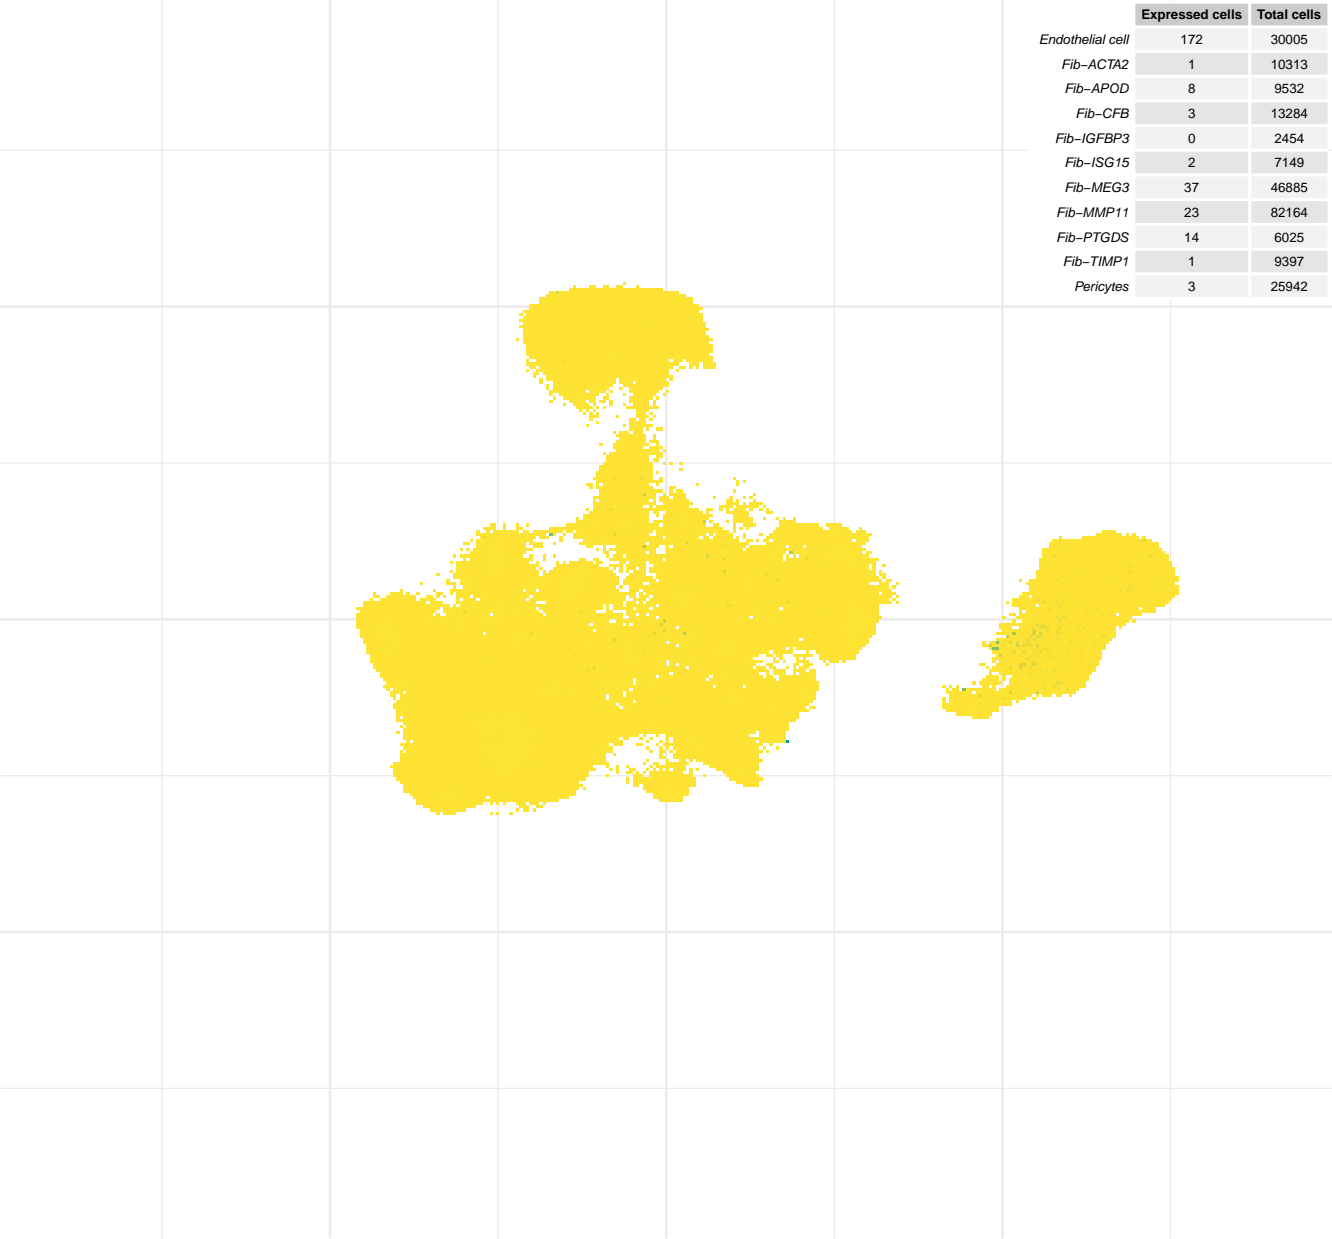 Expressed cells Total cells
Endothelial cell 172 30005
Fib−ACTA2 1 10313
Fib−APOD 8 9532
Fib−CFB 3 13284
Fib−IGFBP3 0 2454
Fib−ISG15 2 7149
Fib−MEG3 37 46885
Fib−MMP11 23 82164
Fib−PTGDS 14 6025
Fib−TIMP1 1 9397
Pericytes 3 25942